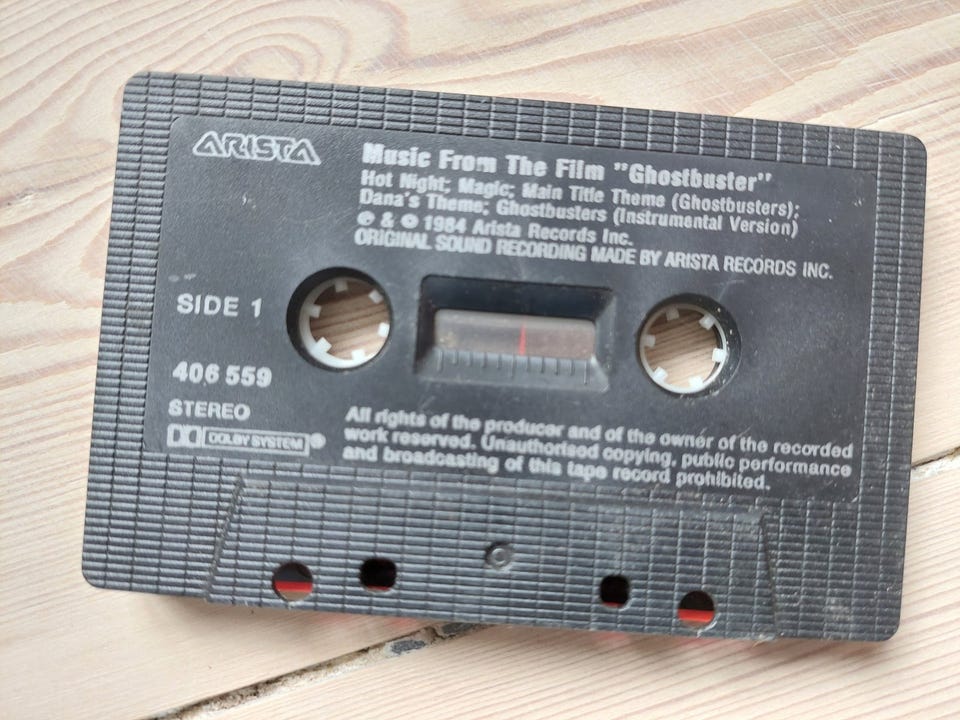 ARISTA
Music From The Film "Ghostbuster"
Hot Night; Magic; Main Title Theme (Ghostbusters);
Dana's Theme; Ghostbusters (Instrumental Version)
℗ & © 1984 Arista Records Inc.
ORIGINAL SOUND RECORDING MADE BY ARISTA RECORDS INC.
SIDE 1
406 559
STEREO
DOLBY SYSTEM
All rights of the producer and of the owner of the recorded
work reserved. Unauthorised copying, public performance
and broadcasting of this tape record prohibited.